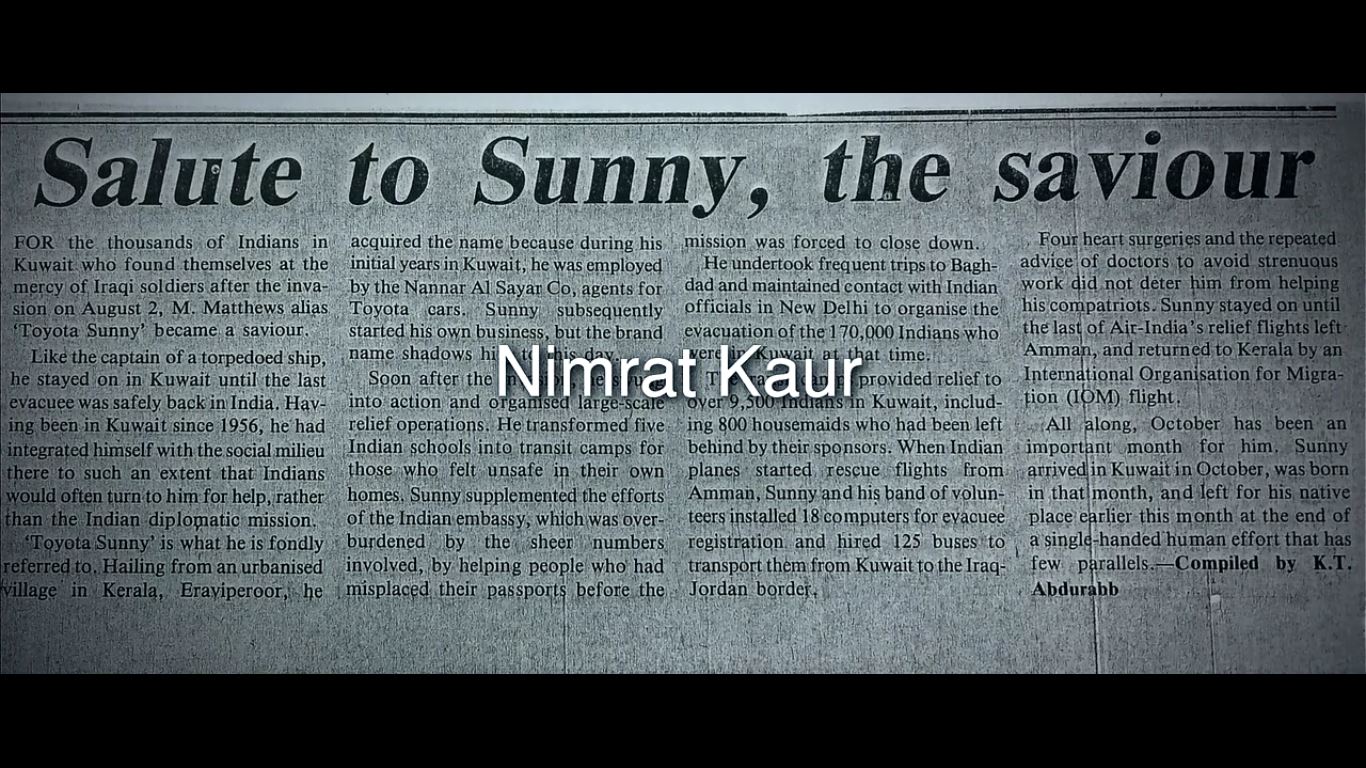 Salute to Sunny, the saviour
FOR the thousands of Indians in
Kuwait who found themselves at the
mercy of Iraqi soldiers after the inva-
sion on August 2, M. Matthews alias
'Toyota Sunny' became a saviour.
Like the captain of a torpedoed ship,
he stayed on in Kuwait until the last
evacuee was safely back in India. Hav-
ing been in Kuwait since 1956, he had
integrated himself with the social milieu
there to such an extent that Indians
would often turn to him for help, rather
than the Indian diplomatic mission.
'Toyota Sunny' is what he is fondly
referred to. Hailing from an urbanised
village in Kerala, Eraviperoor, he
acquired the name because during his
initial years in Kuwait, he was employed
by the Nannar Al Sayar Co, agents for
Toyota cars. Sunny subsequently
started his own business, but the brand
name shadows to this day.
Soon after the
into action and organised large-scale
relief operations. He transformed five
Indian schools into transit camps for
those who felt unsafe in their own
homes. Sunny supplemented the efforts
of the Indian embassy, which was over-
burdened by the sheer numbers
involved, by helping people who had
misplaced their passports before the
mission was forced to close down.
He undertook frequent trips to Bagh-
dad and maintained contact with Indian
officials in New Delhi to organise the
evacuation of the 170,000 Indians who
were in Kuwait at that time.
The provided relief to
over 9,500 Indians in Kuwait, includ-
ing 800 housemaids who had been left
behind by their sponsors. When Indian
planes started rescue flights from
Amman, Sunny and his band of volun-
teers installed 18 computers for evacuee
registration and hired 125 buses to
transport them from Kuwait to the Iraq-
Jordan border.
Four heart surgeries and the repeated
advice of doctors to avoid strenuous
work did not deter him from helping
his compatriots. Sunny stayed on until
the last of Air-India's relief flights left
Amman, and returned to Kerala by an
International Organisation for Migra-
tion (IOM) flight.
All along, October has been an
important month for him. Sunny
arrived in Kuwait in October, was born
in that month, and left for his native
place earlier this month at the end of
a single-handed human effort that has
few parallels.—Compiled by K.T.
Abdurabb
Nimrat Kaur